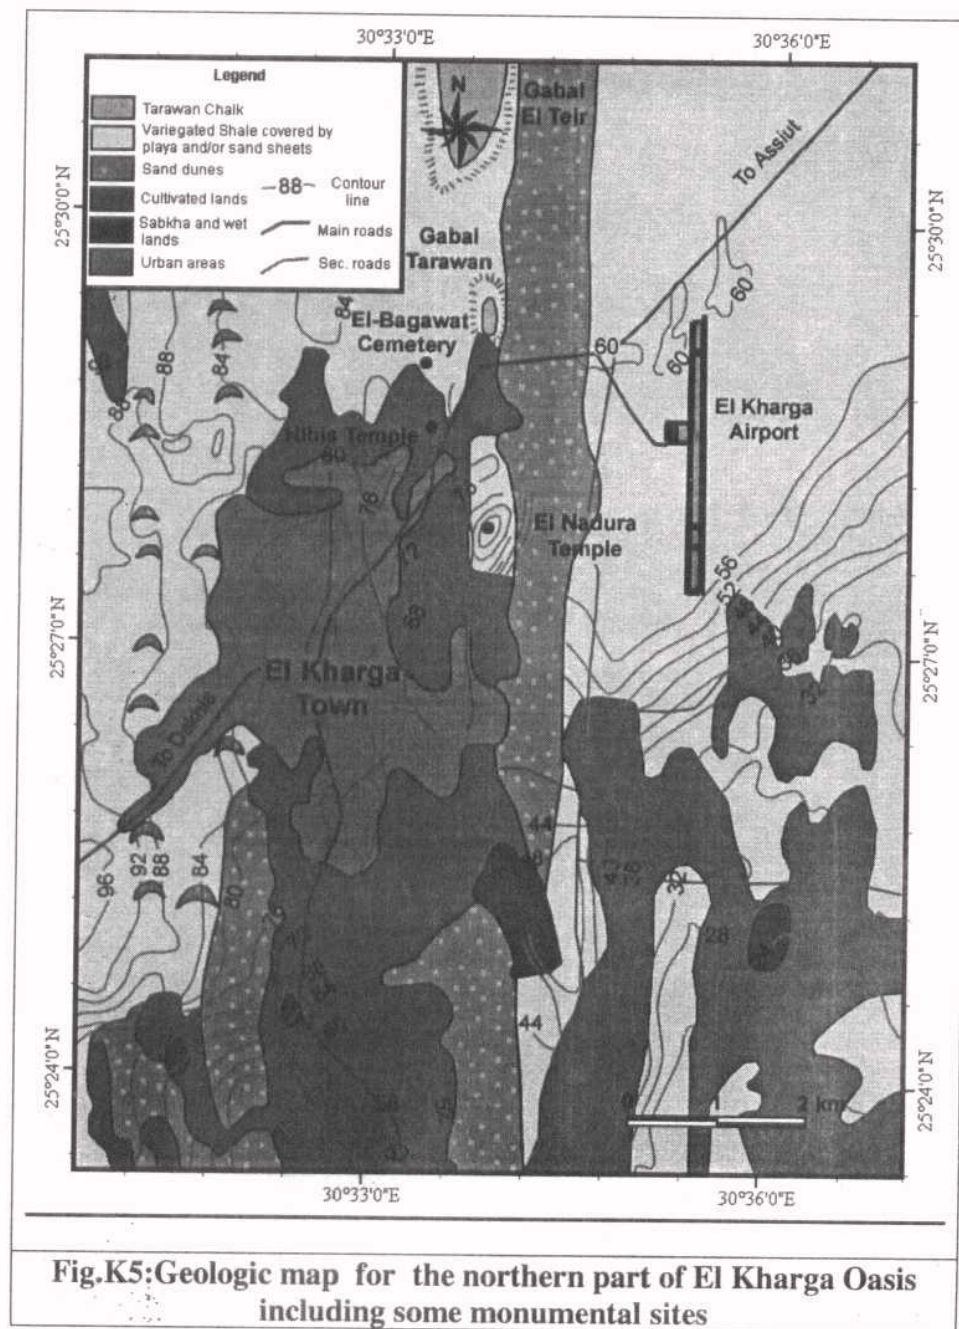 30°33'0"E
30°36'0"E
Legend
Tarawan Chalk
Variegated Shale covered by
playa and/or sand sheets
Sand dunes
Cultivated lands
Sabkha and wet
lands
Urban areas
88
Contour
line
Main roads
Sec. roads
N
Gabal
El Teir
To Assiut
25°30'0"N
25°30'0"N
Gabal
Tarawan
El-Bagawat
Cemetery
84
88
84
88
60
60
60
El Kharga
Airport
Hibis Temple
80
78
El Nadura
Temple
72
68
56
52
25°27'0"N
25°27'0"N
El Kharga
Town
To Dakhla
44
96
92
88
84
80
32
28
44
25°24'0"N
25°24'0"N
0
1
2 km
30°33'0"E
30°36'0"E
Fig.K5:Geologic map for the northern part of El Kharga Oasis
including some monumental sites